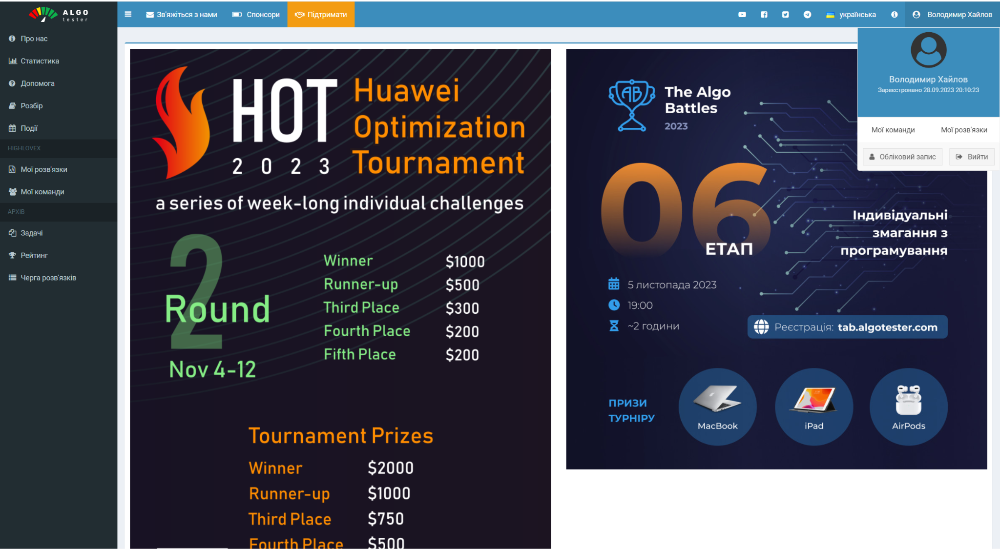 ALGO
tester
Зв'яжіться з нами
Спонсори
Підтримати
українська
Володимир Хайлов
Про нас
Статистика
Допомога
Розбір
Події
HIGHLOVEX
Мої розв'язки
Мої команди
АРХІВ
Задачі
Рейтинг
Черга розв'язків
HOT
2023
Huawei
Optimization
Tournament
a series of week-long individual challenges
2
Round
Nov 4-12
Winner $1000
Runner-up $500
Third Place $300
Fourth Place $200
Fifth Place $200
Tournament Prizes
Winner $2000
Runner-up $1000
Third Place $750
Fourth Place $500
AB
The Algo
Battles
2023
06
ЕТАП
Індивідуальні
змагання з
програмування
5 листопада 2023
19:00
~2 години
Реєстрація: tab.algotester.com
ПРИЗИ
ТУРНІРУ
MacBook
iPad
AirPods
Володимир Хайлов
Зареєстровано 28.09.2023 20:10:23
Мої команди
Мої розв'язки
Обліковий запис
Вийти